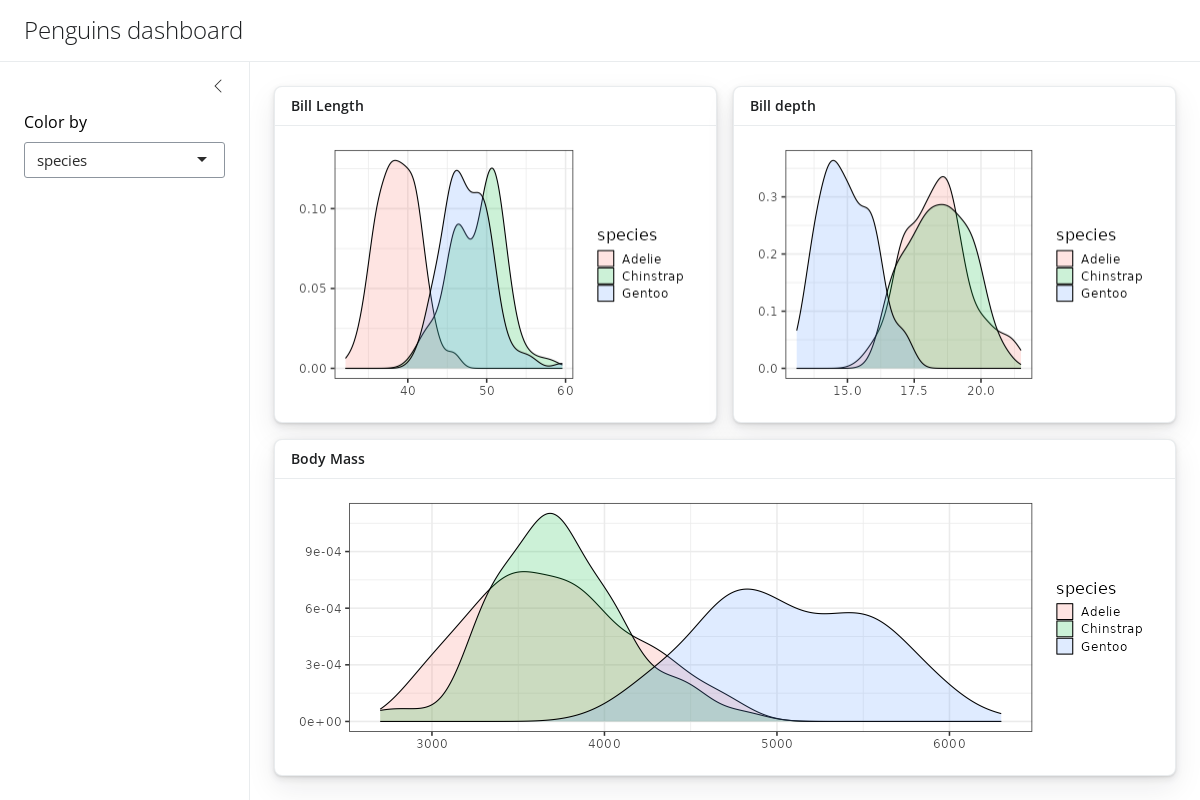 Penguins dashboard
Color by
species
Bill Length
0.10
0.05
0.00
40 50 60
species
Adelie
Chinstrap
Gentoo
Bill depth
0.3
0.2
0.1
0.0
15.0 17.5 20.0
species
Adelie
Chinstrap
Gentoo
Body Mass
9e-04
6e-04
3e-04
0e+00
3000 4000 5000 6000
species
Adelie
Chinstrap
Gentoo